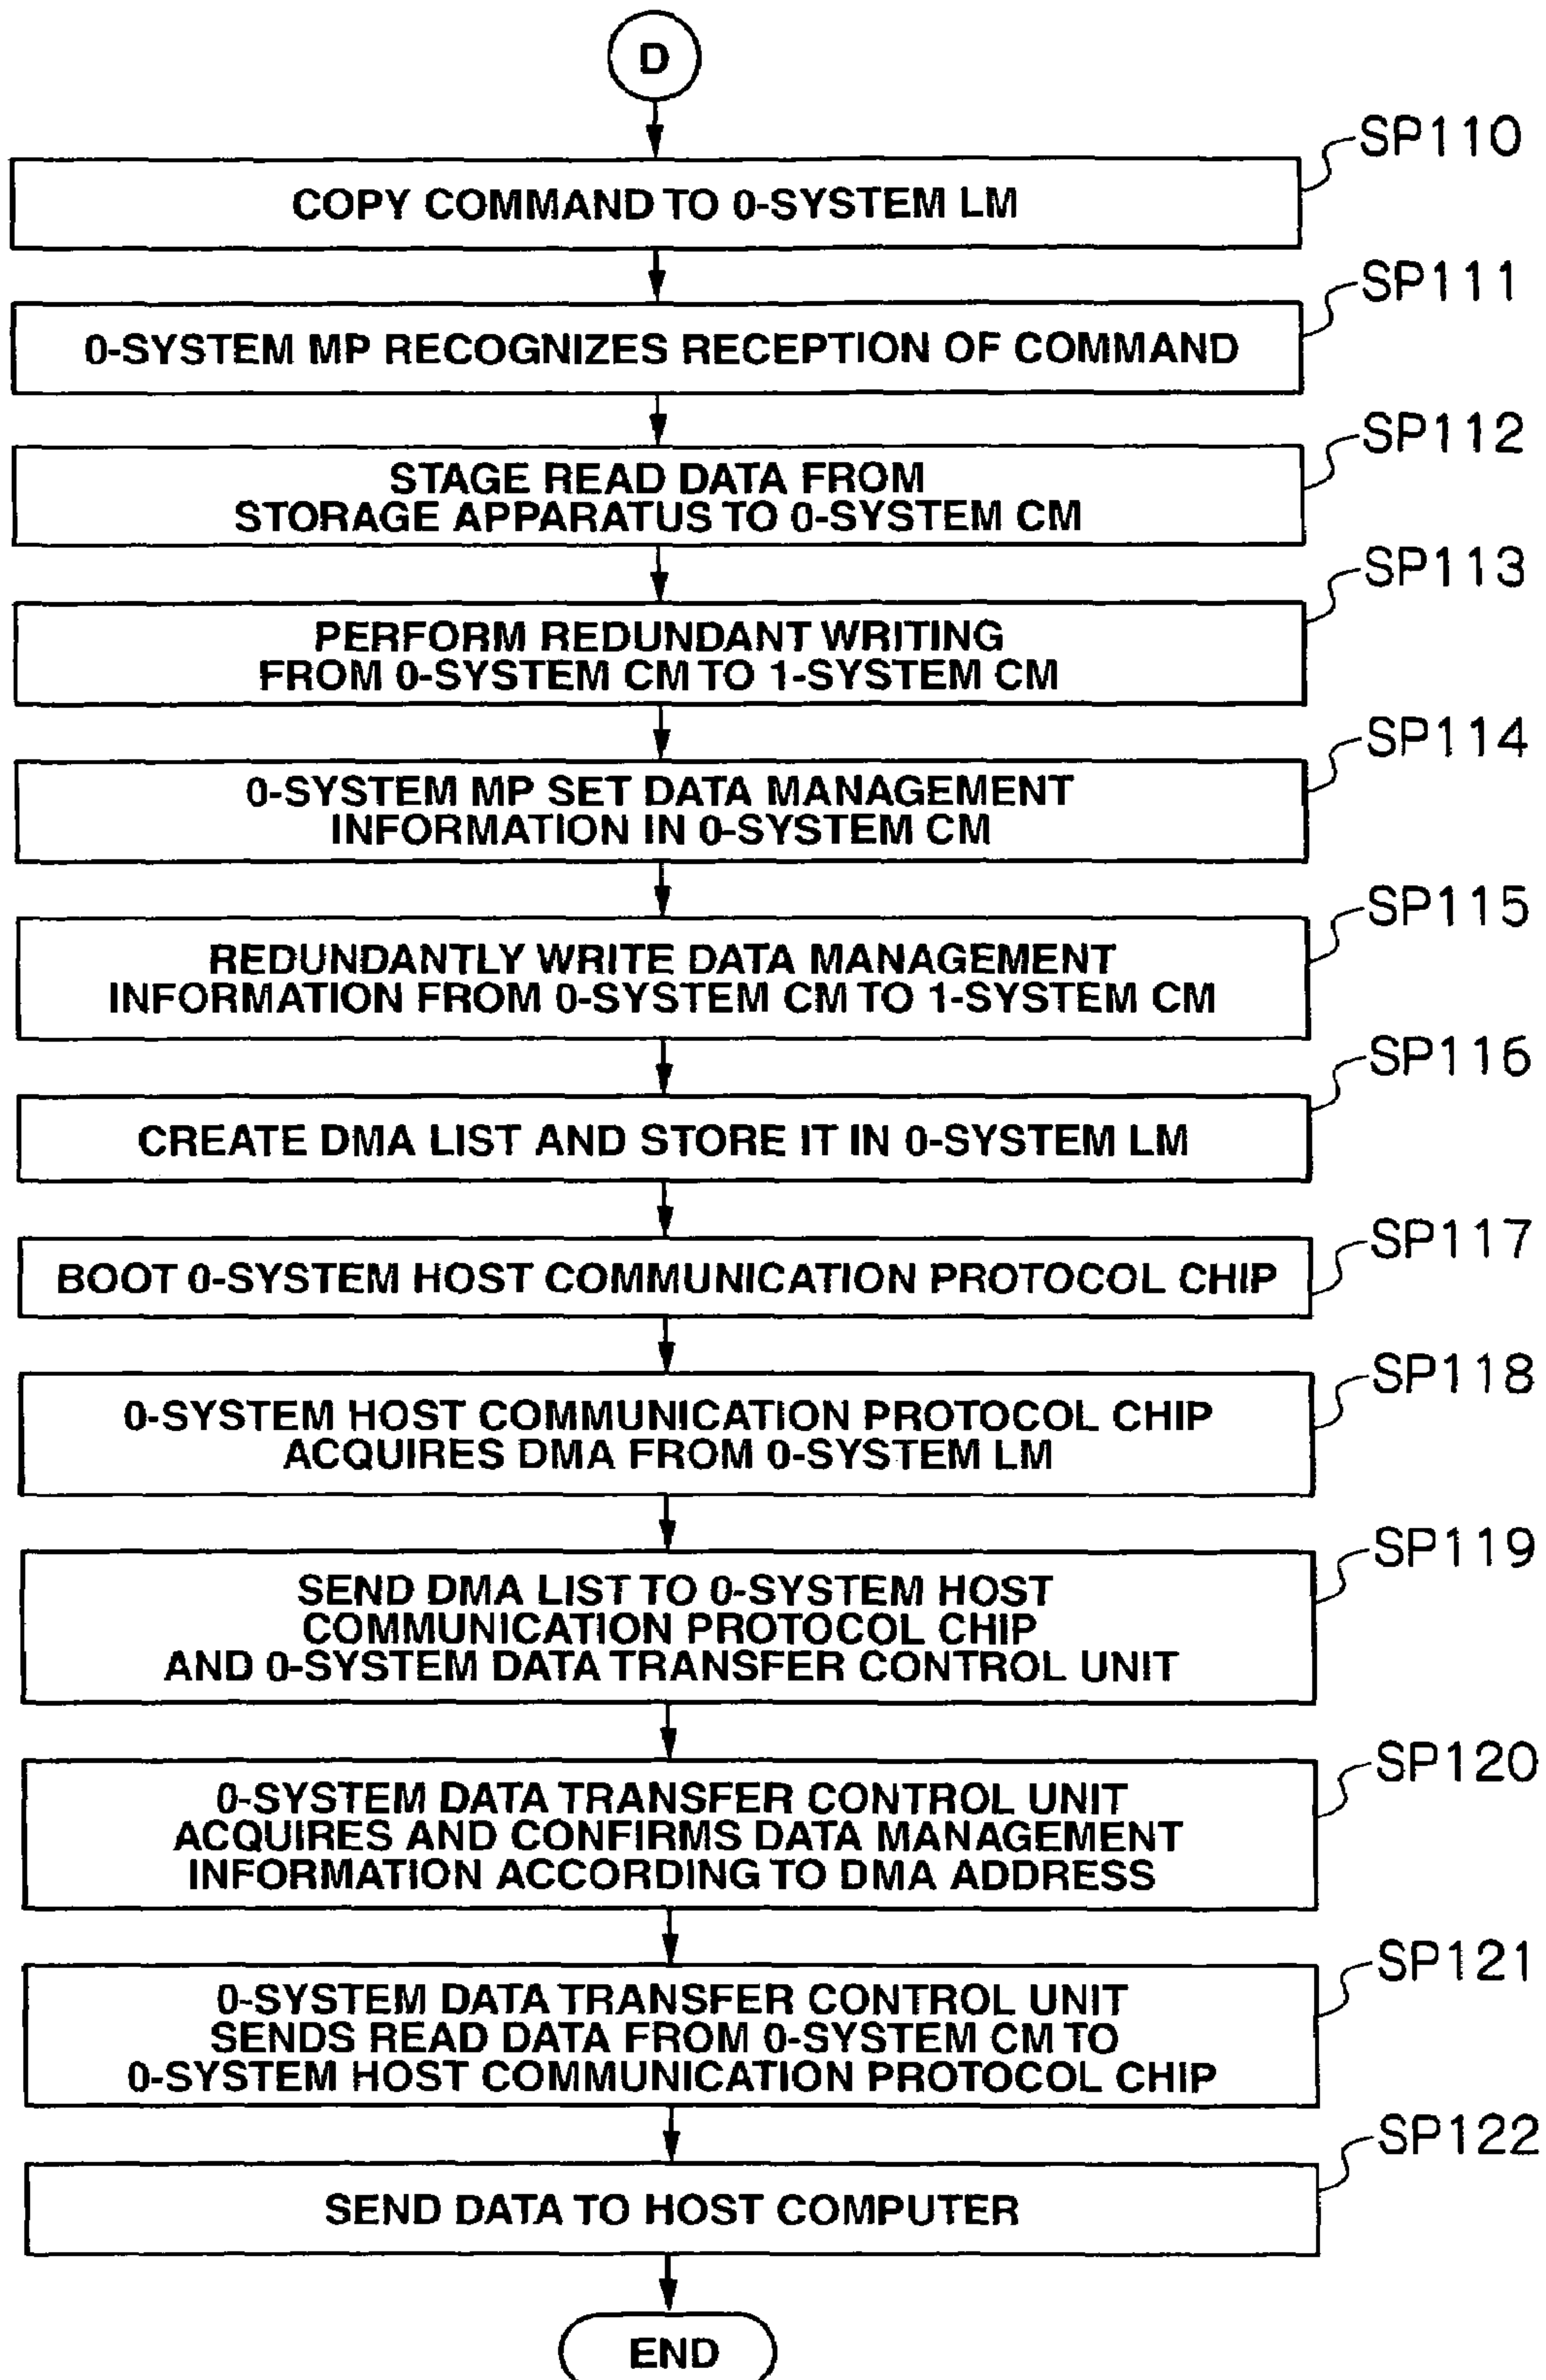 D
SP110
COPY COMMAND TO 0-SYSTEM LM
SP111
0-SYSTEM MP RECOGNIZES RECEPTION OF COMMAND
SP112
STAGE READ DATA FROM
STORAGE APPARATUS TO 0-SYSTEM CM
SP113
PERFORM REDUNDANT WRITING
FROM 0-SYSTEM CM TO 1-SYSTEM CM
SP114
0-SYSTEM MP SET DATA MANAGEMENT
INFORMATION IN 0-SYSTEM CM
SP115
REDUNDANTLY WRITE DATA MANAGEMENT
INFORMATION FROM 0-SYSTEM CM TO 1-SYSTEM CM
SP116
CREATE DMA LIST AND STORE IT IN 0-SYSTEM LM
SP117
BOOT 0-SYSTEM HOST COMMUNICATION PROTOCOL CHIP
SP118
0-SYSTEM HOST COMMUNICATION PROTOCOL CHIP
ACQUIRES DMA FROM 0-SYSTEM LM
SP119
SEND DMA LIST TO 0-SYSTEM HOST
COMMUNICATION PROTOCOL CHIP
AND 0-SYSTEM DATA TRANSFER CONTROL UNIT
SP120
0-SYSTEM DATA TRANSFER CONTROL UNIT
ACQUIRES AND CONFIRMS DATA MANAGEMENT
INFORMATION ACCORDING TO DMA ADDRESS
SP121
0-SYSTEM DATA TRANSFER CONTROL UNIT
SENDS READ DATA FROM 0-SYSTEM CM TO
0-SYSTEM HOST COMMUNICATION PROTOCOL CHIP
SP122
SEND DATA TO HOST COMPUTER
END